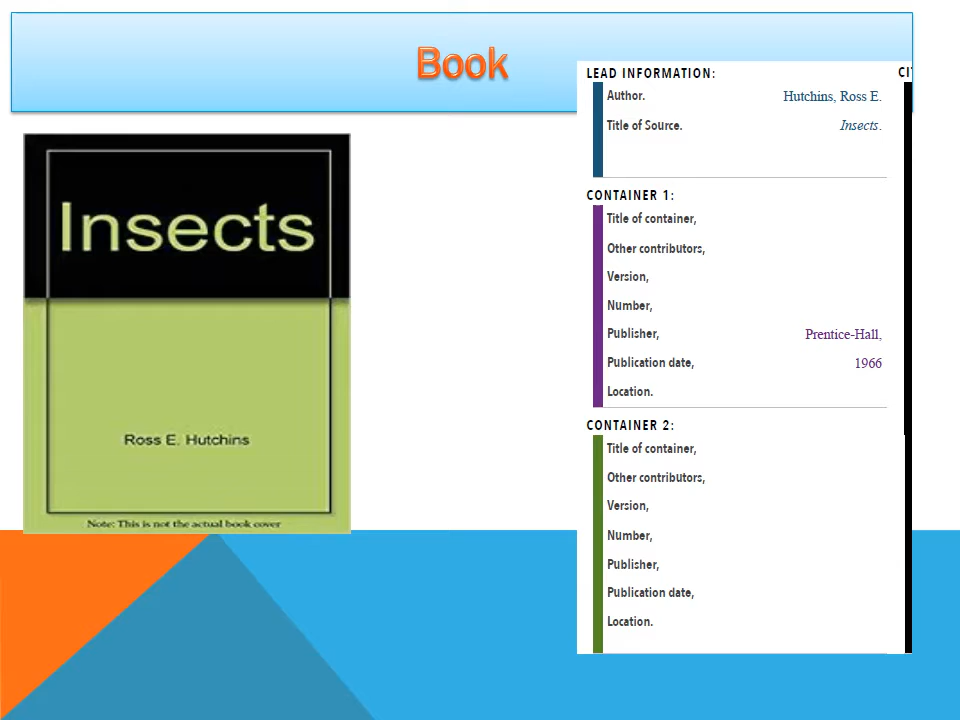 Book
Insects
Ross E. Hutchins
Note: This is not the actual book cover
LEAD INFORMATION:
Author. Hutchins, Ross E.
Title of Source. Insects.
CONTAINER 1:
Title of container,
Other contributors,
Version,
Number,
Publisher, Prentice-Hall,
Publication date, 1966
Location.
CONTAINER 2:
Title of container,
Other contributors,
Version,
Number,
Publisher,
Publication date,
Location.